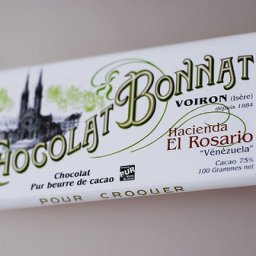 CHOCOLAT BONNAT
VOIRON (Isère)
depuis 1884
Hacienda
El Rosario
"Vénézuela"
Cacao 75%
100 Grammes net
Chocolat
Pur beurre de cacao
PUR
POUR CROQUER